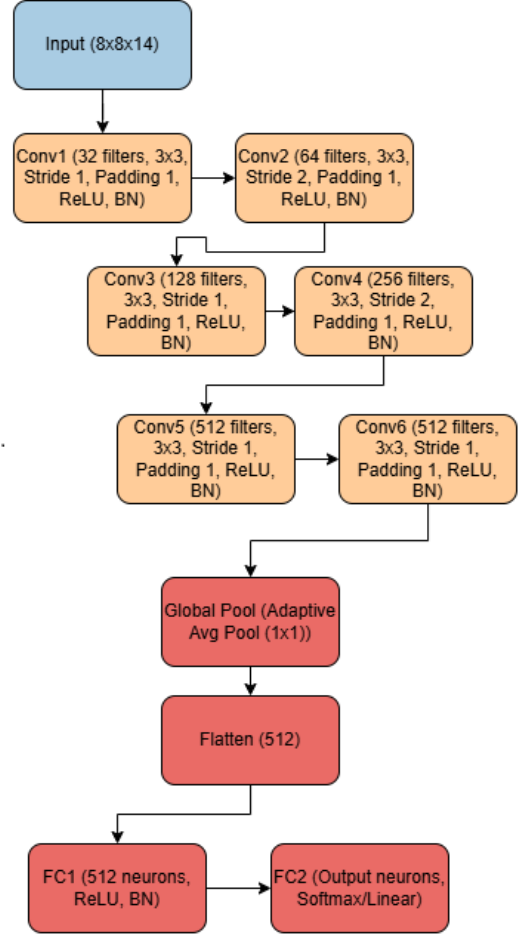 Input (8x8x14)
Conv1 (32 filters, 3x3,
Stride 1, Padding 1,
ReLU, BN)
Conv2 (64 filters, 3x3,
Stride 2, Padding 1,
ReLU, BN)
Conv3 (128 filters,
3x3, Stride 1,
Padding 1, ReLU,
BN)
Conv4 (256 filters,
3x3, Stride 2,
Padding 1, ReLU,
BN)
Conv5 (512 filters,
3x3, Stride 1,
Padding 1, ReLU,
BN)
Conv6 (512 filters,
3x3, Stride 1,
Padding 1, ReLU,
BN)
.
Global Pool (Adaptive
Avg Pool (1x1))
Flatten (512)
FC1 (512 neurons,
ReLU, BN)
FC2 (Output neurons,
Softmax/Linear)